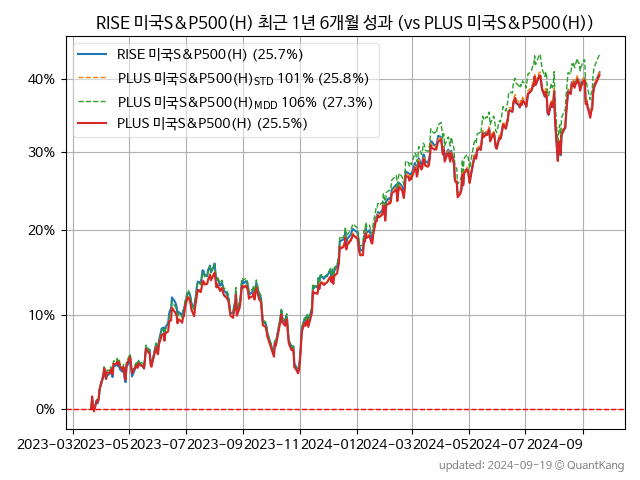 RISE 미국S&P500(H) 최근 1년 6개월 성과 (vs PLUS 미국S&P500(H))
RISE 미국S&P500(H) (25.7%)
PLUS 미국S&P500(H)STD 101% (25.8%)
PLUS 미국S&P500(H)MDD 106% (27.3%)
PLUS 미국S&P500(H) (25.5%)
40%
30%
20%
10%
0%
2023-03 2023-05 2023-07 2023-09 2023-11 2024-01 2024-03 2024-05 2024-07 2024-09
updated: 2024-09-19 © QuantKang